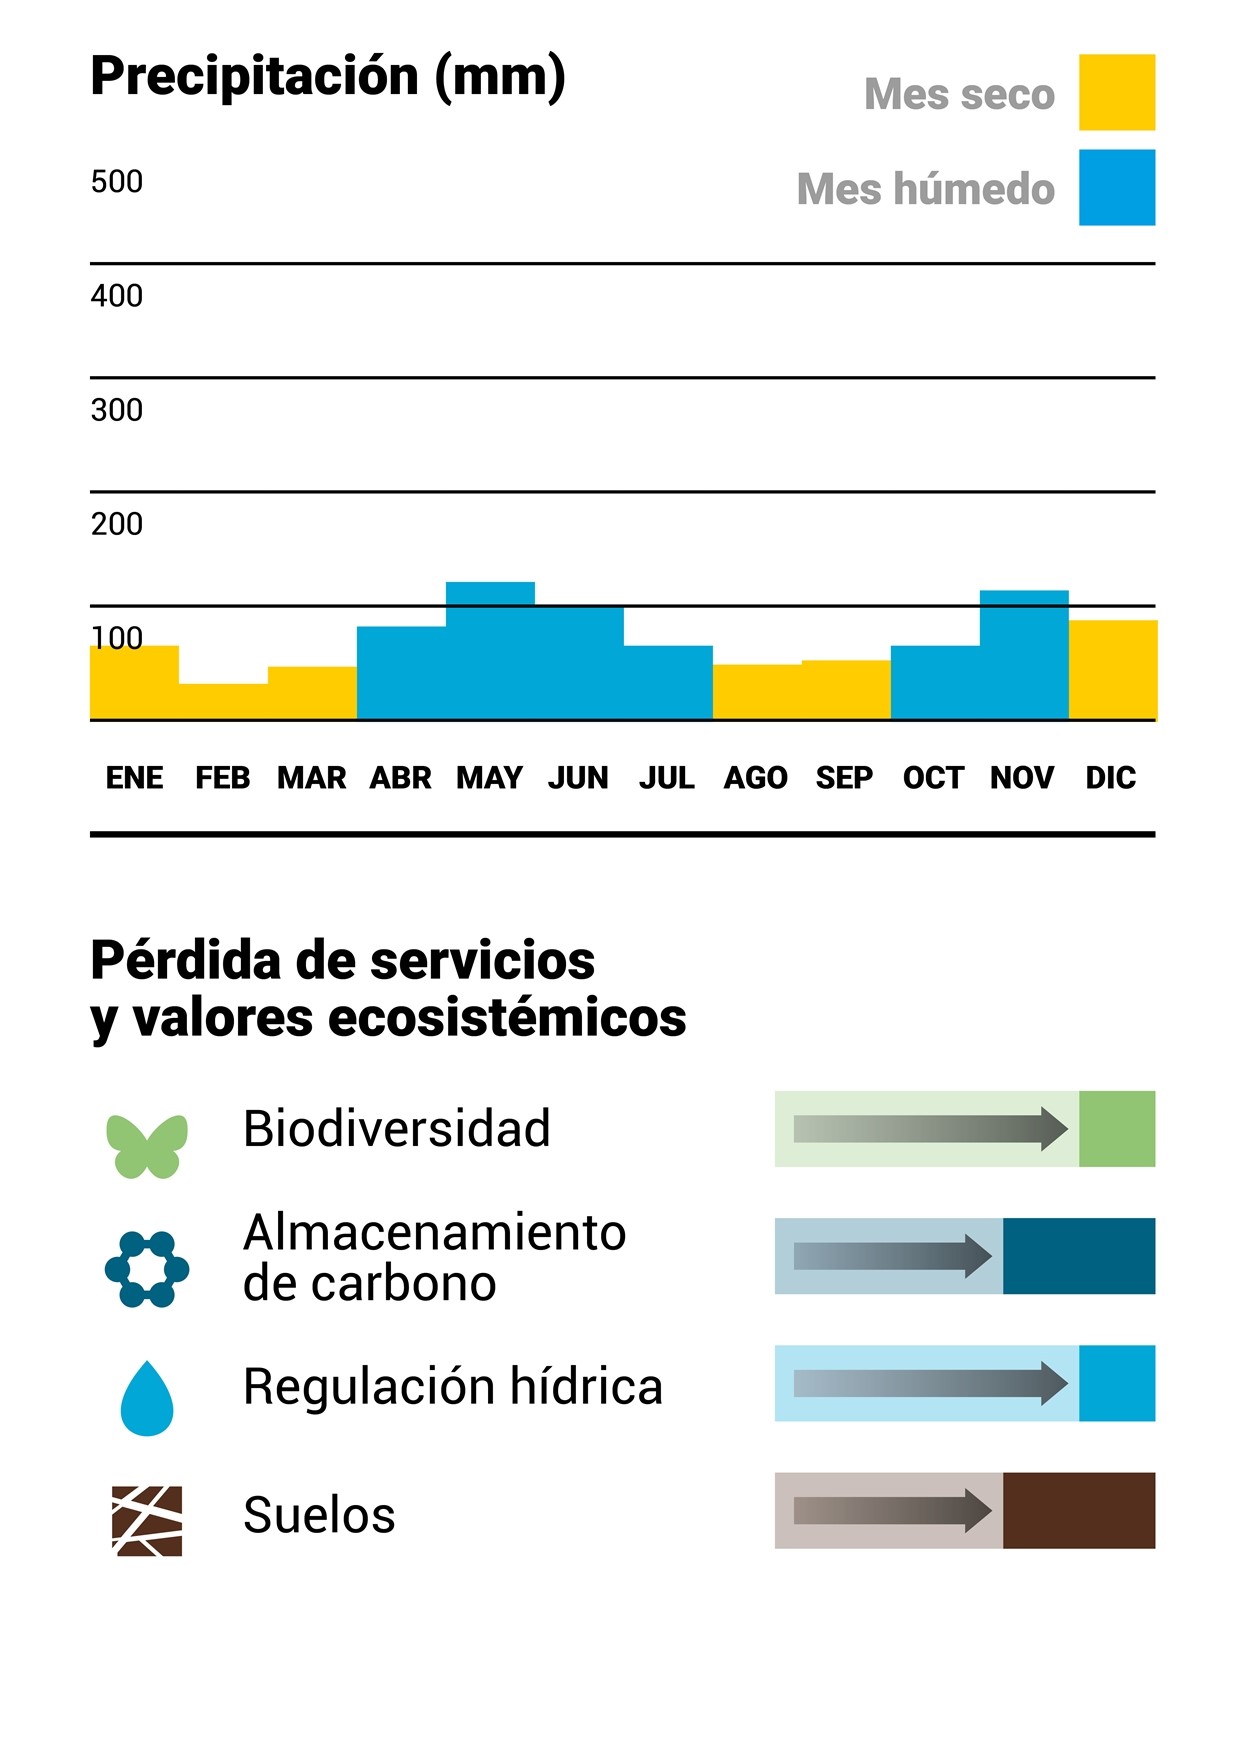 Precipitación (mm)
Mes seco
Mes húmedo
500
400
300
200
100
ENE FEB MAR ABR MAY JUN JUL AGO SEP OCT NOV DIC
Pérdida de servicios
y valores ecosistémicos
Biodiversidad
Almacenamiento
de carbono
Regulación hídrica
Suelos